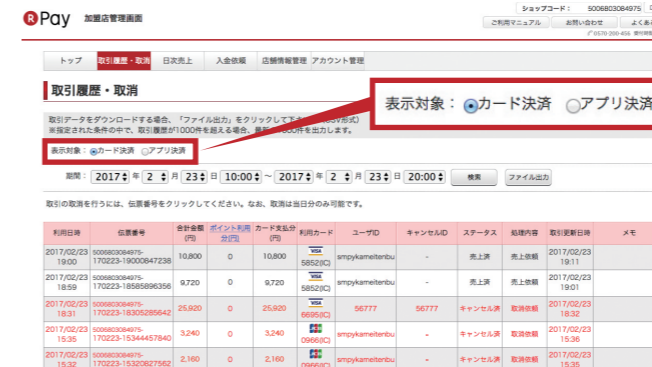 R Pay 加盟店管理画面
ショップコード： 5006803084975
ご利用マニュアル お問い合わせ よくある
0570-200-456
トップ 取引履歴・取消 日次売上 入金依頼 店舗情報管理 アカウント管理
取引履歴・取消
取引データをダウンロードする場合、「ファイル出力」をクリックして下
V形式）
※指定された条件の中で、取引履歴が1000件を超える場合、最新
00件を出力します。
表示対象： カード決済 アプリ決済
表示対象： カード決済 アプリ決済
期間： 2017 年 2 月 23 日 10:00 ~ 2017 年 2 月 23 日 20:00 検索 ファイル出力
取引の取消を行うには、伝票番号をクリックしてください。なお、取消は当日分のみ可能です。
利用日時 伝票番号 合計金額(円) ポイント利用分(円) カード支払分(円) 利用カード ユーザID キャンセルID ステータス 処理内容 取引更新日時 メモ
2017/02/23 19:00 5006803084975-170223-19000847238 10,800 0 10,800 VISA 5852(IC) smpykameitenbu - 売上済 売上依頼 2017/02/23 19:11
2017/02/23 18:59 5006803084975-170223-18585896356 9,720 0 9,720 VISA 5852(IC) smpykameitenbu - 売上済 売上依頼 2017/02/23 19:01
2017/02/23 18:31 5006803084975-170223-18305285642 25,920 0 25,920 VISA 6695(IC) 56777 56777 キャンセル済 取消依頼 2017/02/23 18:32
2017/02/23 15:35 5006803084975-170223-15344457840 3,240 0 3,240 JCB 0966(IC) smpykameitenbu - キャンセル済 取消依頼 2017/02/23 15:36
2017/02/23 15:32 5006803084975-170223-15320827562 2,160 0 2,160 JCB 0966(IC) smpykameitenbu - キャンセル済 取消依頼 2017/02/23 15:35